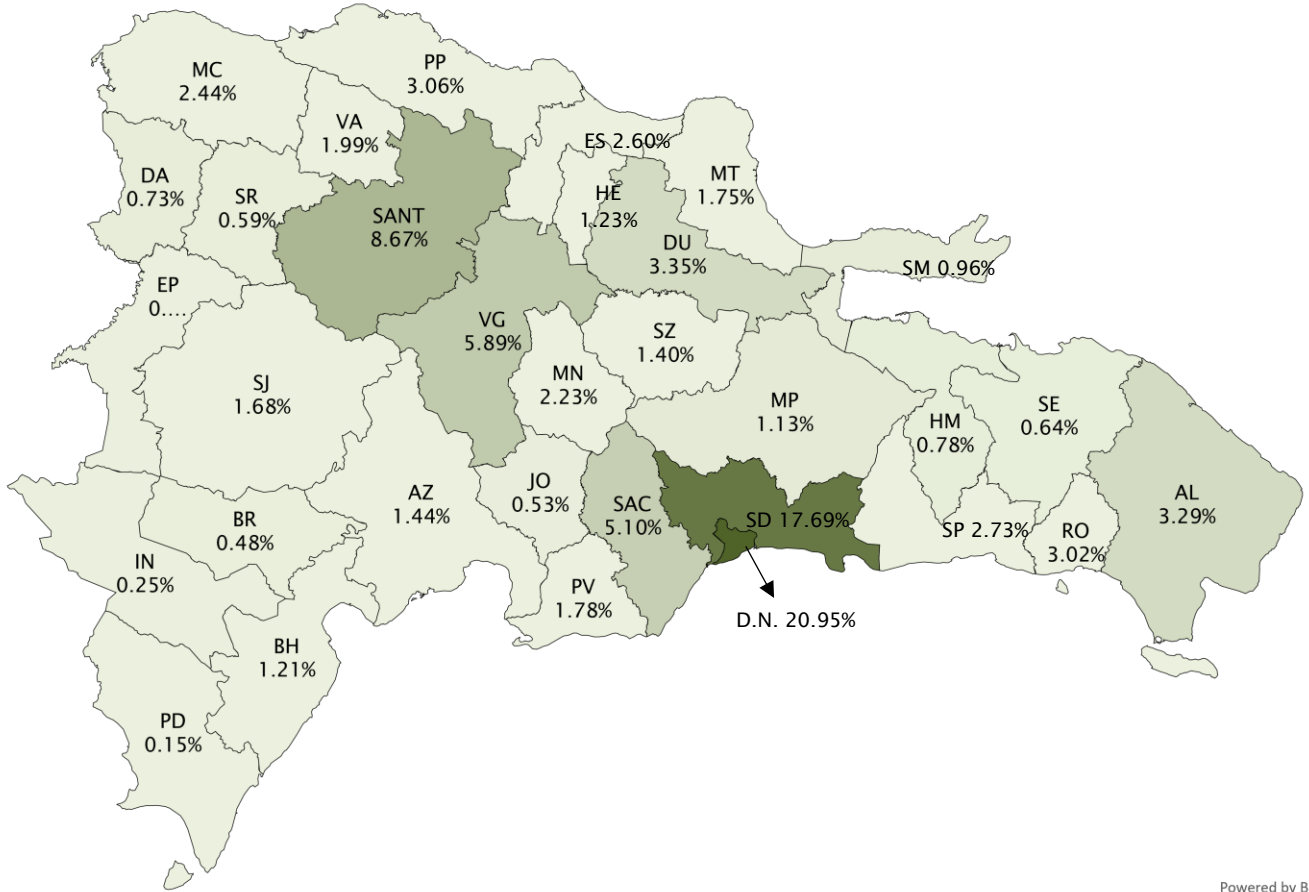 MC
2.44%
PP
3.06%
VA
1.99%
ES 2.60%
DA
0.73%
SR
0.59%
MT
1.75%
HE
1.23%
SANT
8.67%
DU
3.35%
SM 0.96%
EP
0....
VG
5.89%
SZ
1.40%
SJ
1.68%
MN
2.23%
MP
1.13%
HM
0.78%
SE
0.64%
AZ
1.44%
JO
0.53%
SAC
5.10%
SD 17.69%
SP 2.73%
RO
3.02%
AL
3.29%
BR
0.48%
IN
0.25%
PV
1.78%
D.N. 20.95%
BH
1.21%
PD
0.15%
Powered by B